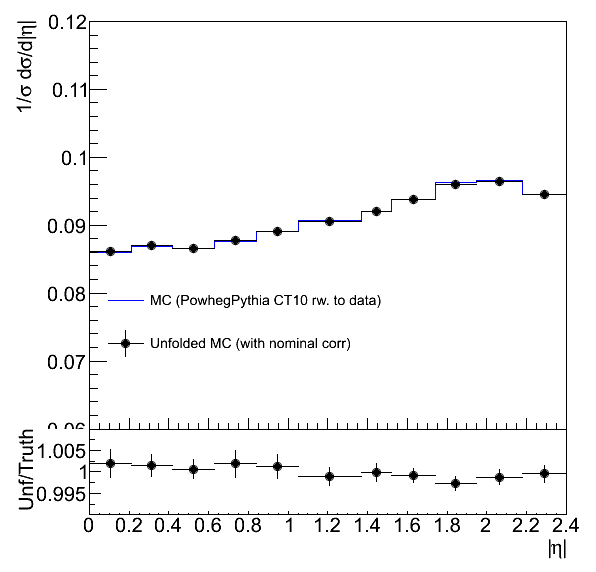 0.12
1/σ dσ/d|η|
0.11
0.1
0.09
0.08
MC (PowhegPythia CT10 rw. to data)
Unfolded MC (with nominal corr)
0.07
0.06
Unf/Truth
1.005
1
0.995
0 0.2 0.4 0.6 0.8 1 1.2 1.4 1.6 1.8 2 2.2 2.4
|η|